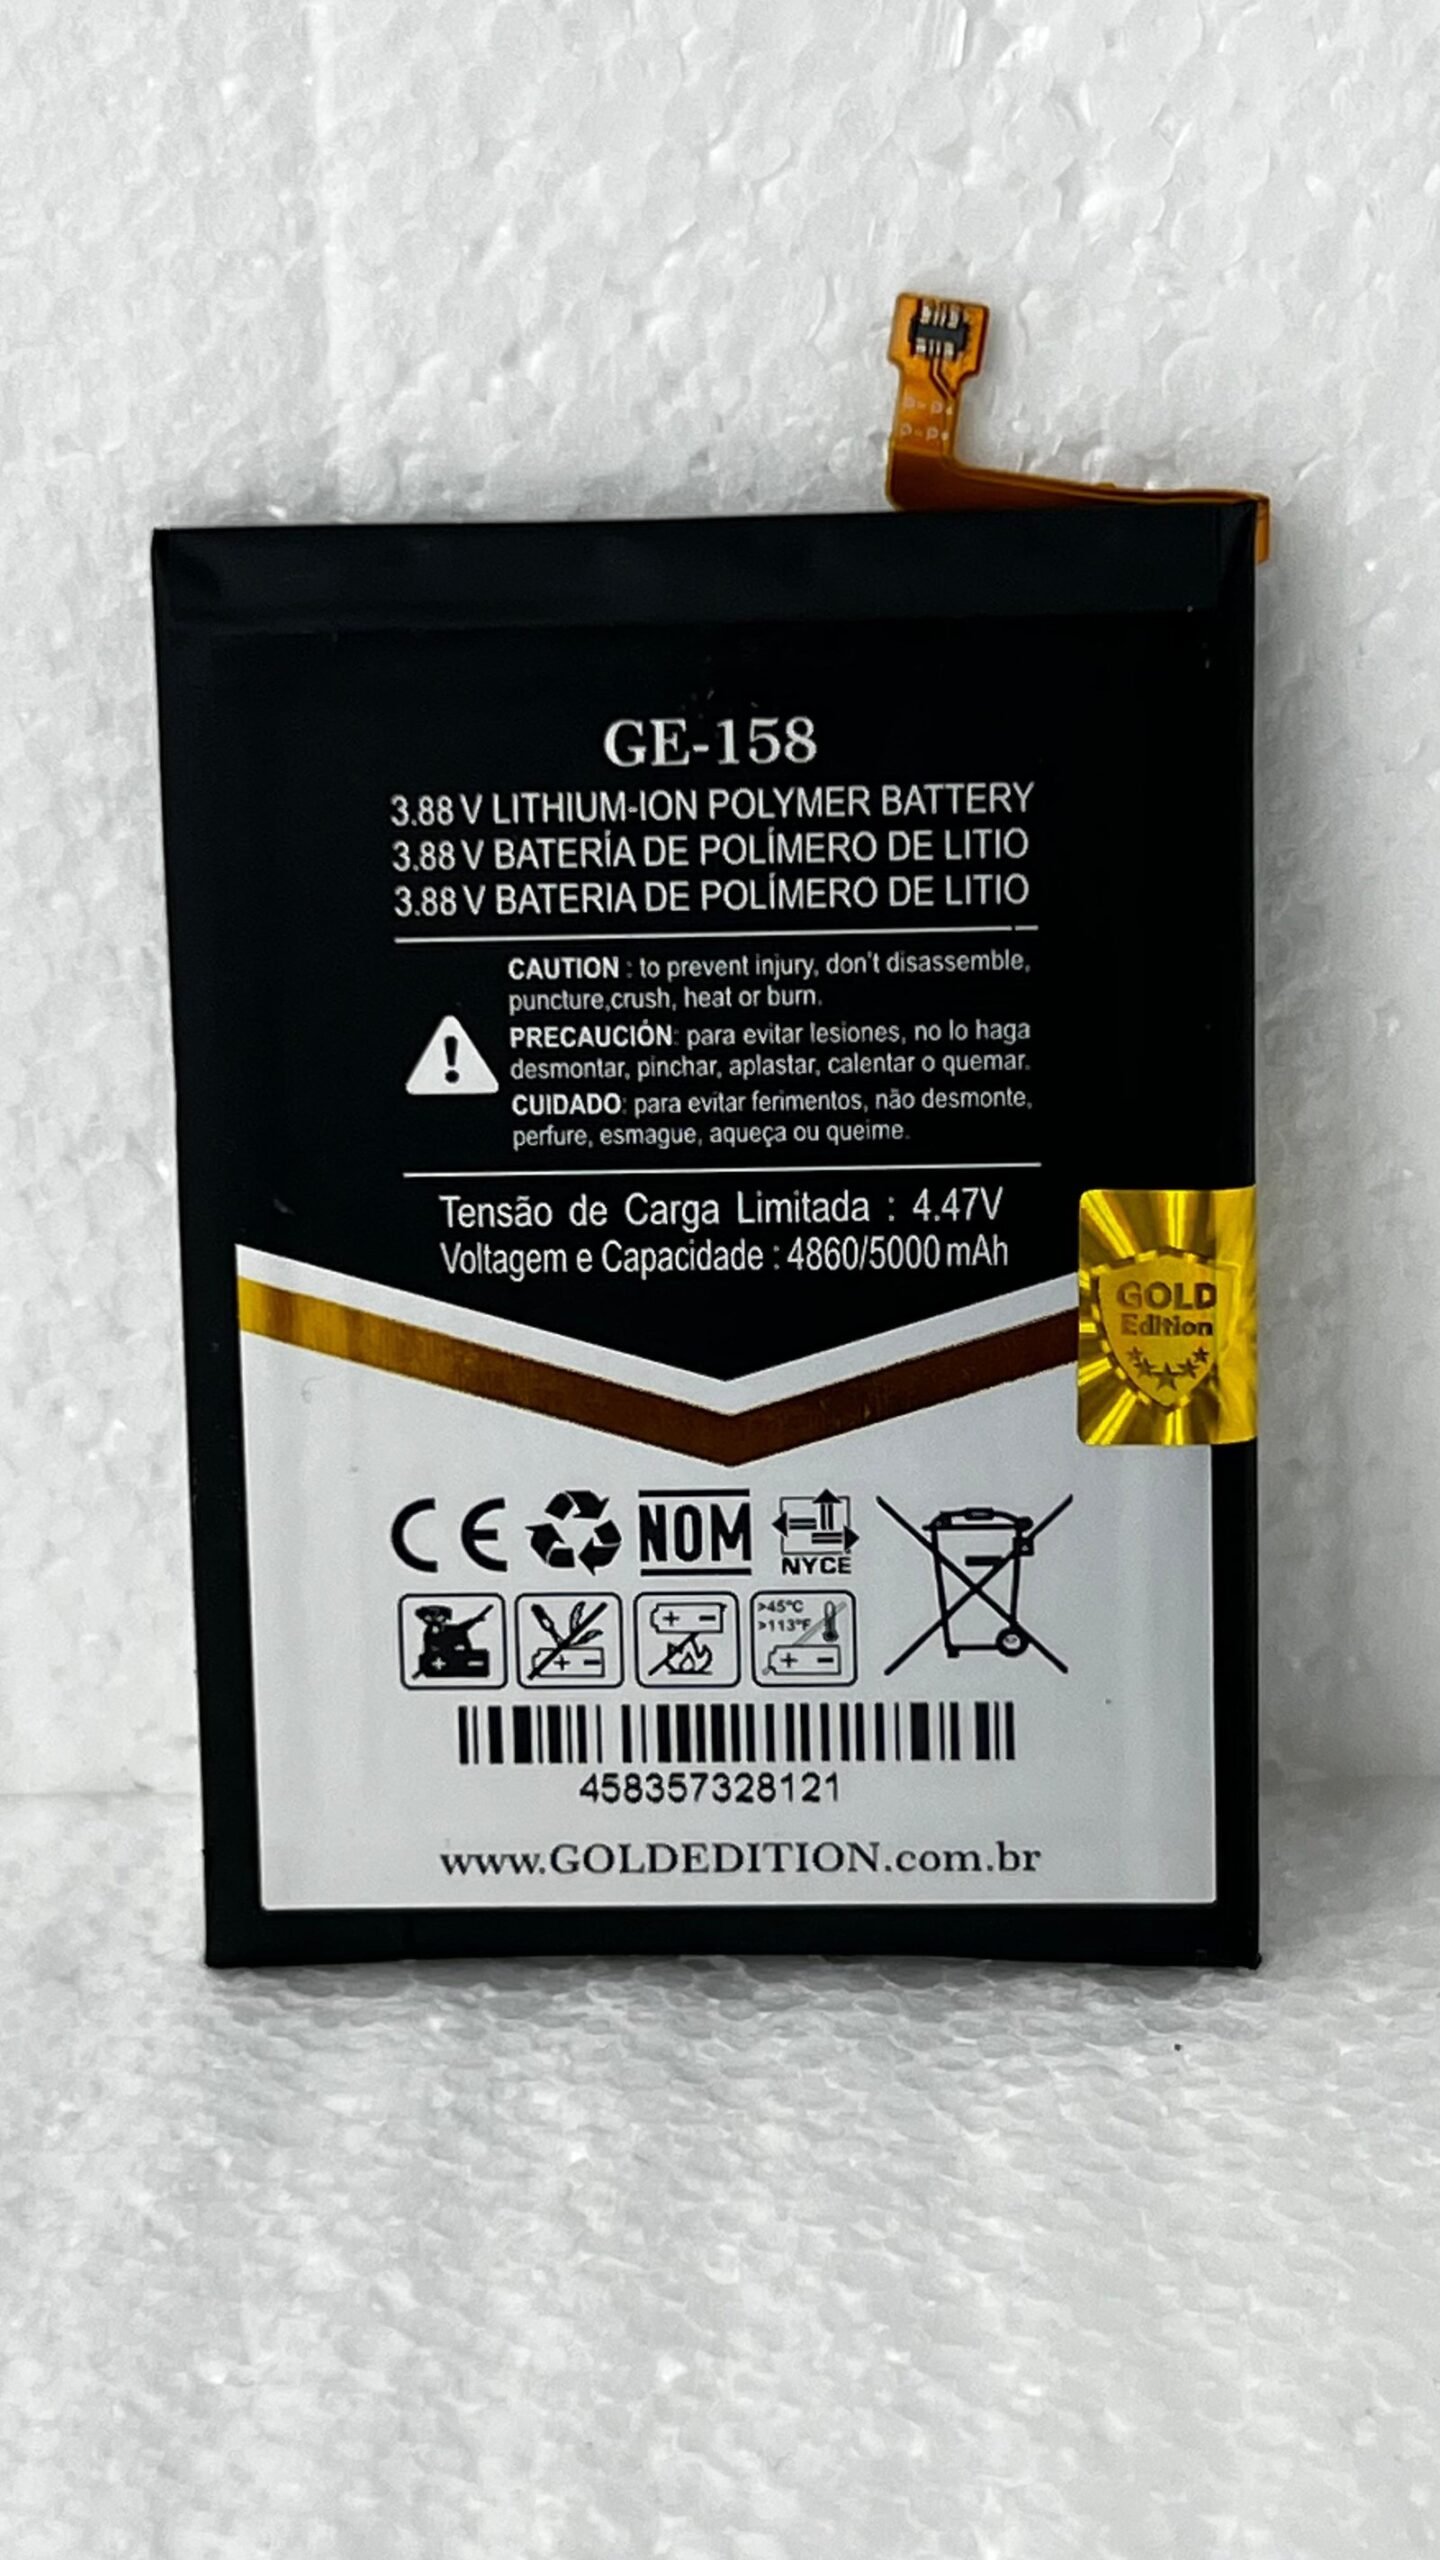 GE-158
3.88 V LITHIUM-ION POLYMER BATTERY
3.88 V BATERÍA DE POLÍMERO DE LITIO
3.88 V BATERIA DE POLÍMERO DE LITIO
CAUTION : to prevent injury, don't disassemble,
puncture,crush, heat or burn.
PRECAUCIÓN: para evitar lesiones, no lo haga
desmontar, pinchar, aplastar, calentar o quemar.
CUIDADO: para evitar ferimentos, não desmonte,
perfure, esmague, aqueça ou queime.
Tensão de Carga Limitada : 4.47V
Voltagem e Capacidade : 4860/5000 mAh
GOLD
Edition
CE
NOM
NYCE
>45°C
>113°F
458357328121
www.GOLDEDITION.com.br